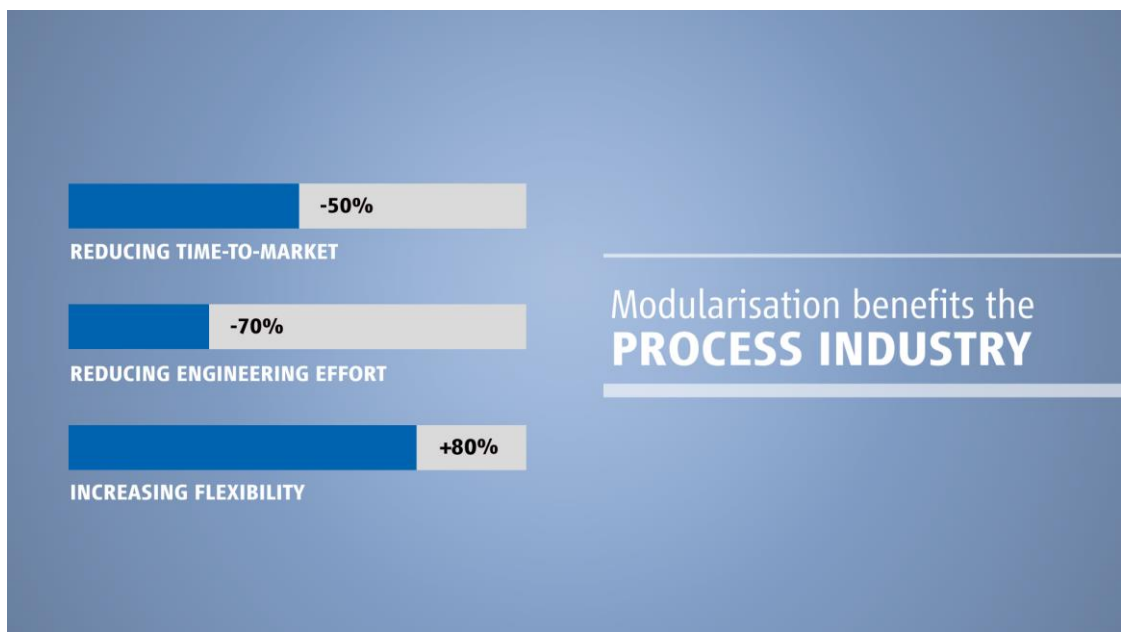 -50%
REDUCING TIME-TO-MARKET
-70%
REDUCING ENGINEERING EFFORT
+80%
INCREASING FLEXIBILITY
Modularisation benefits the
PROCESS INDUSTRY